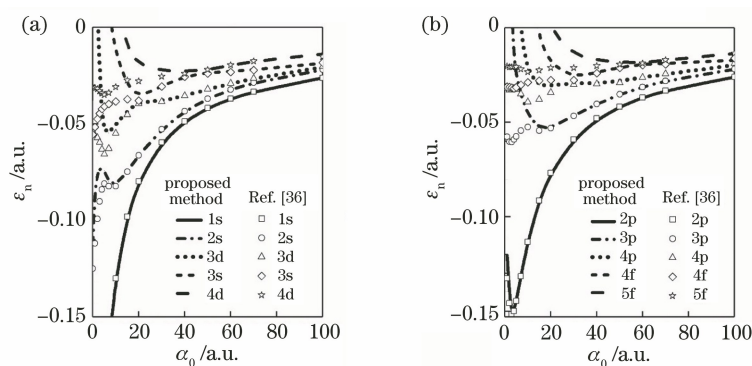 (a)
0
−0.05
−0.10
−0.15
εn/a.u.
proposed method Ref. [36]
1s 1s
2s 2s
3d 3d
3s 3s
4d 4d
0 20 40 60 80 100
α0/a.u.
(b)
0
−0.05
−0.10
−0.15
εn/a.u.
proposed method Ref. [36]
2p 2p
3p 3p
4p 4p
4f 4f
5f 5f
0 20 40 60 80 100
α0/a.u.